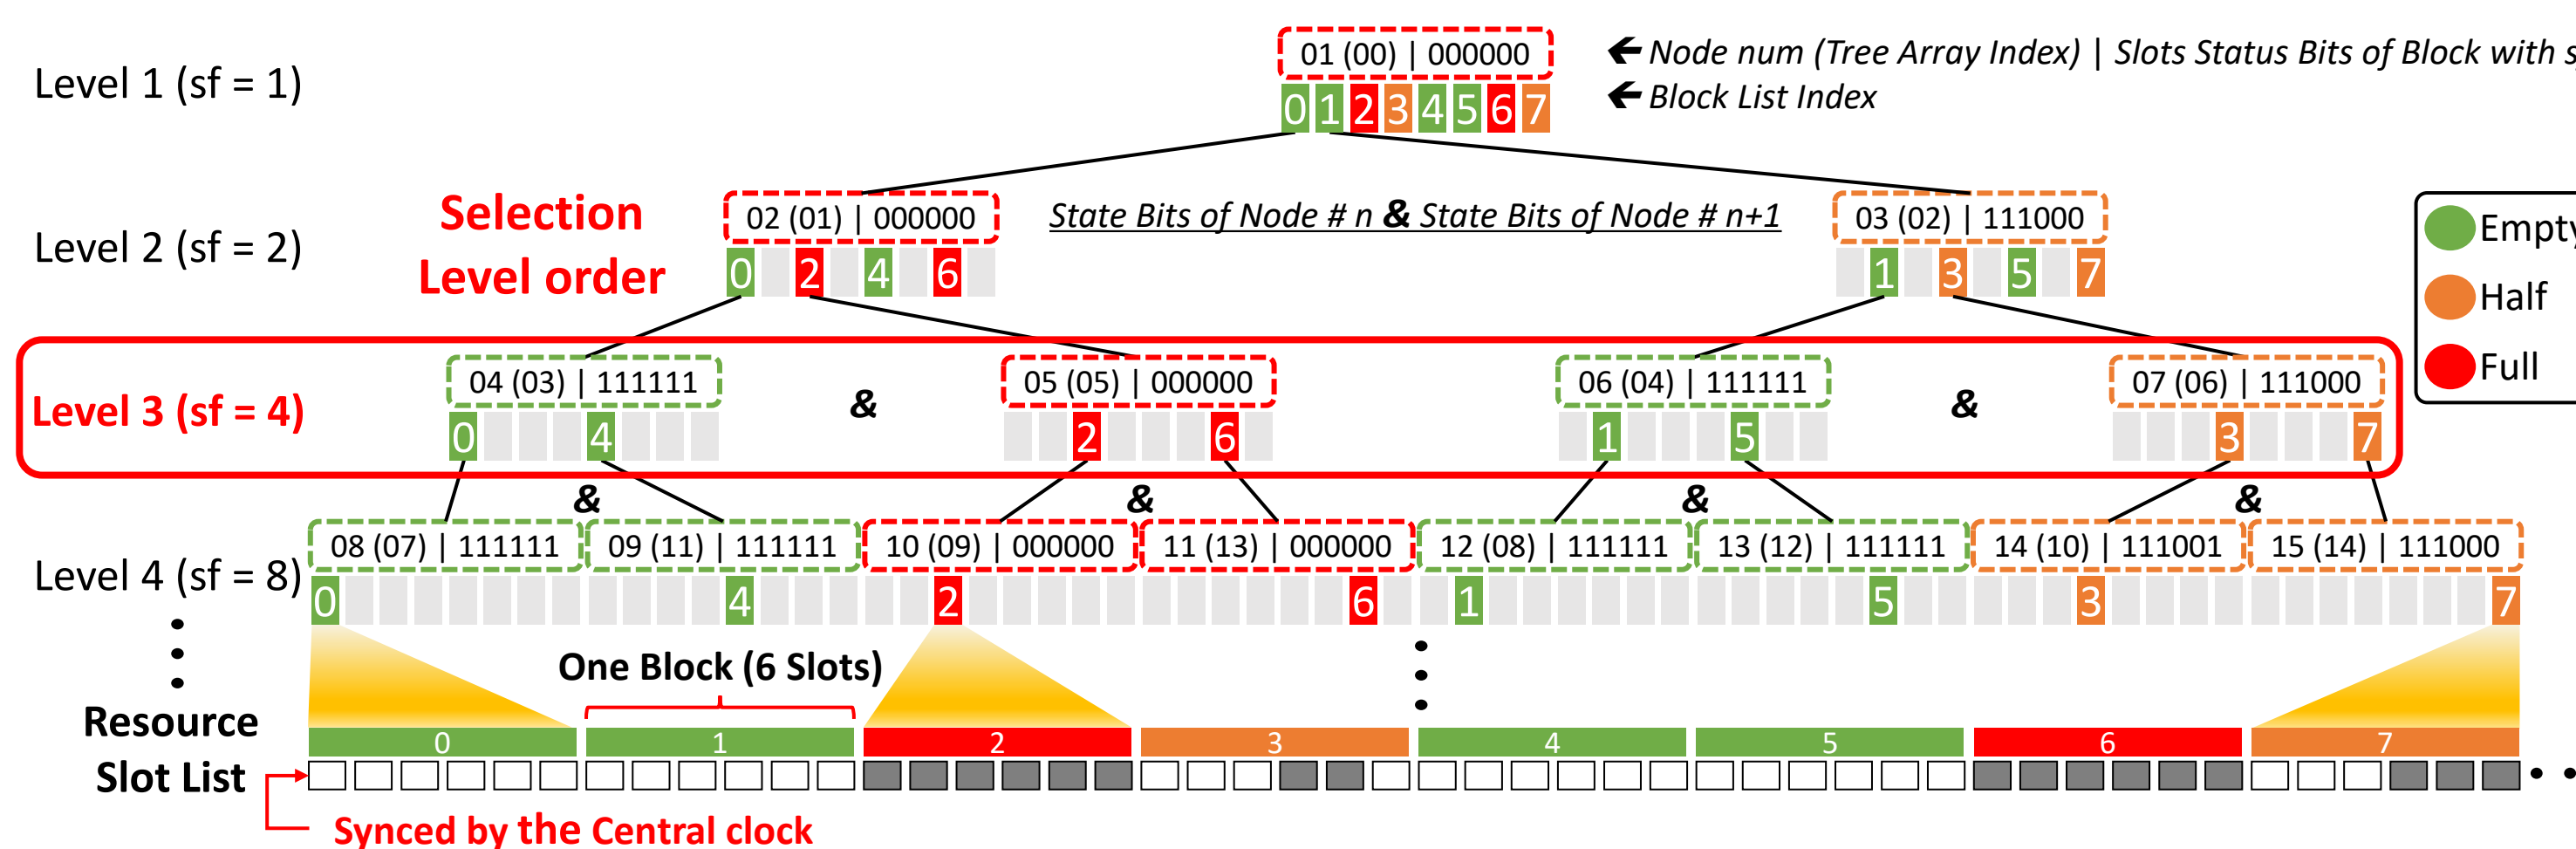 Level 1 (sf = 1)
01 (00) | 000000
🡸 Node num (Tree Array Index) | Slots Status Bits of Block with s
0 1 2 3 4 5 6 7
🡸 Block List Index
Level 2 (sf = 2)
Selection
Level order
02 (01) | 000000
State Bits of Node # n & State Bits of Node # n+1
03 (02) | 111000
0 2 4 6
1 3 5 7
Empty
Half
Full
Level 3 (sf = 4)
04 (03) | 111111
&
05 (05) | 000000
06 (04) | 111111
&
07 (06) | 111000
0 4
2 6
1 5
3 7
& & & &
Level 4 (sf = 8)
08 (07) | 111111
09 (11) | 111111
10 (09) | 000000
11 (13) | 000000
12 (08) | 111111
13 (12) | 111111
14 (10) | 111001
15 (14) | 111000
0 4 2 6 1 5 3 7
One Block (6 Slots)
Resource
Slot List
0 1 2 3 4 5 6 7
Synced by the Central clock